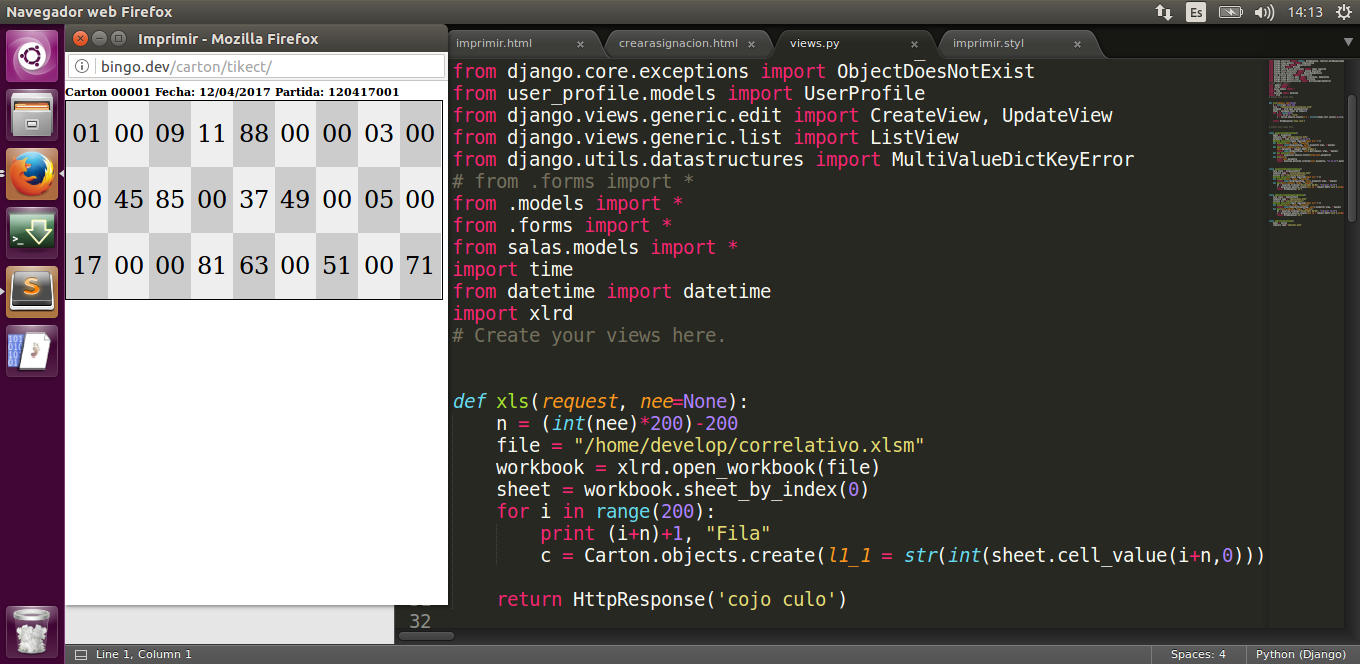 Navegador web Firefox
Es
14:13
Imprimir - Mozilla Firefox
bingo.dev/carton/tikect/
Carton 00001 Fecha: 12/04/2017 Partida: 120417001
01 00 09 11 88 00 00 03 00
00 45 85 00 37 49 00 05 00
17 00 00 81 63 00 51 00 71
imprimir.html × crearasignacion.html × views.py × imprimir.styl ×
from django.core.exceptions import ObjectDoesNotExist
from user_profile.models import UserProfile
from django.views.generic.edit import CreateView, UpdateView
from django.views.generic.list import ListView
from django.utils.datastructures import MultiValueDictKeyError
# from .forms import *
from .models import *
from .forms import *
from salas.models import *
import time
from datetime import datetime
import xlrd
# Create your views here.
def xls(request, nee=None):
    n = (int(nee)*200)-200
    file = "/home/develop/correlativo.xlsm"
    workbook = xlrd.open_workbook(file)
    sheet = workbook.sheet_by_index(0)
    for i in range(200):
        print (i+n)+1, "Fila"
        c = Carton.objects.create(l1_1 = str(int(sheet.cell_value(i+n,0)))
    return HttpResponse('cojo culo')
32
Line 1, Column 1
Spaces: 4
Python (Django)